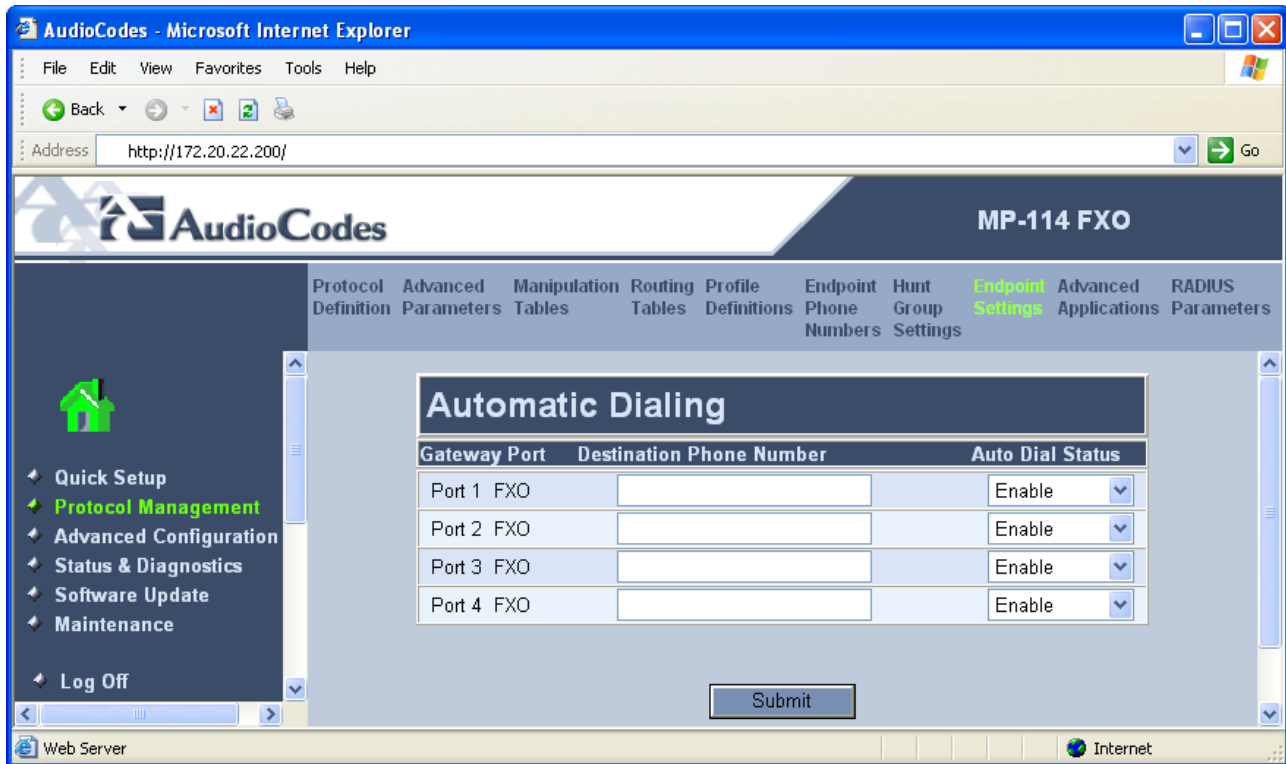 AudioCodes - Microsoft Internet Explorer
File Edit View Favorites Tools Help
Back
Address http://172.20.22.200/ Go
AudioCodes
MP-114 FXO
Protocol Definition
Advanced Parameters
Manipulation Tables
Routing Tables
Profile Definitions
Endpoint Phone Numbers
Hunt Group Settings
Endpoint Settings
Advanced Applications
RADIUS Parameters
Quick Setup
Protocol Management
Advanced Configuration
Status & Diagnostics
Software Update
Maintenance
Log Off
Automatic Dialing
Gateway Port Destination Phone Number Auto Dial Status
Port 1 FXO Enable
Port 2 FXO Enable
Port 3 FXO Enable
Port 4 FXO Enable
Submit
Web Server Internet